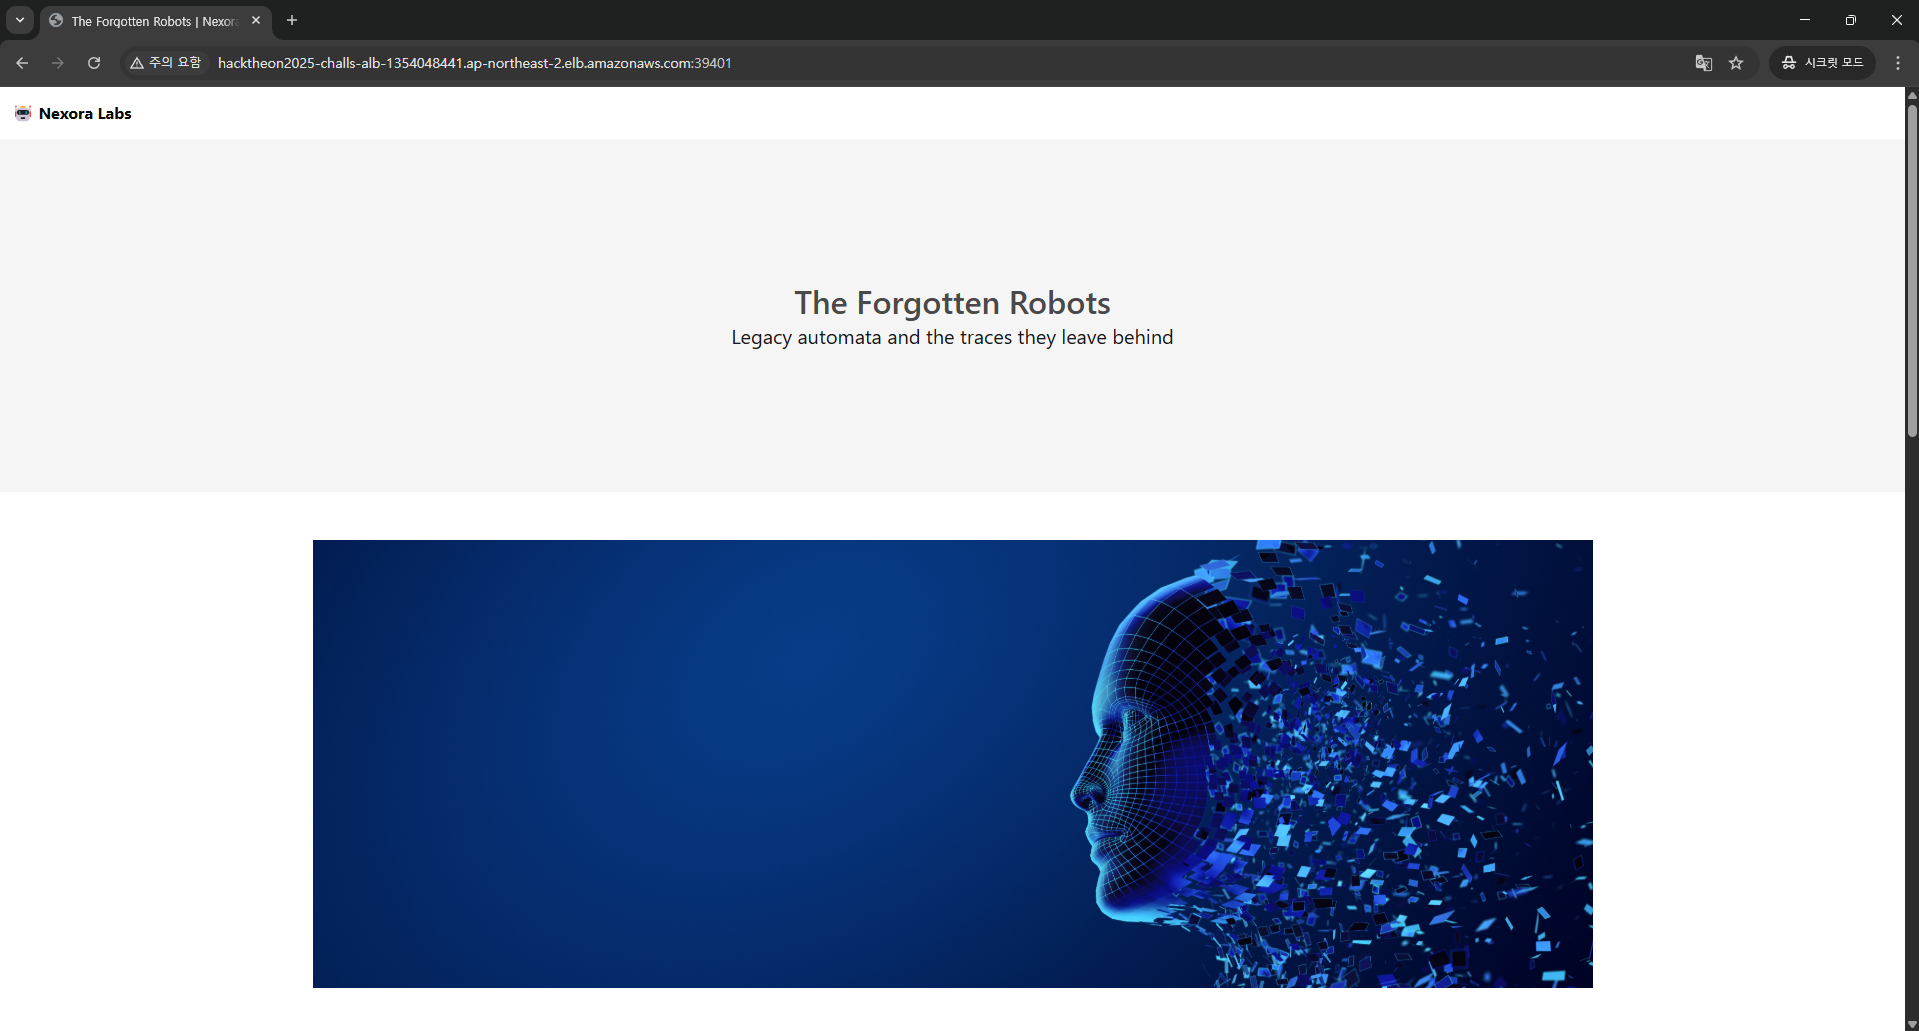 The Forgotten Robots | Nexora
주의 요함
hacktheon2025-challs-alb-1354048441.ap-northeast-2.elb.amazonaws.com:39401
시크릿 모드
Nexora Labs
The Forgotten Robots
Legacy automata and the traces they leave behind